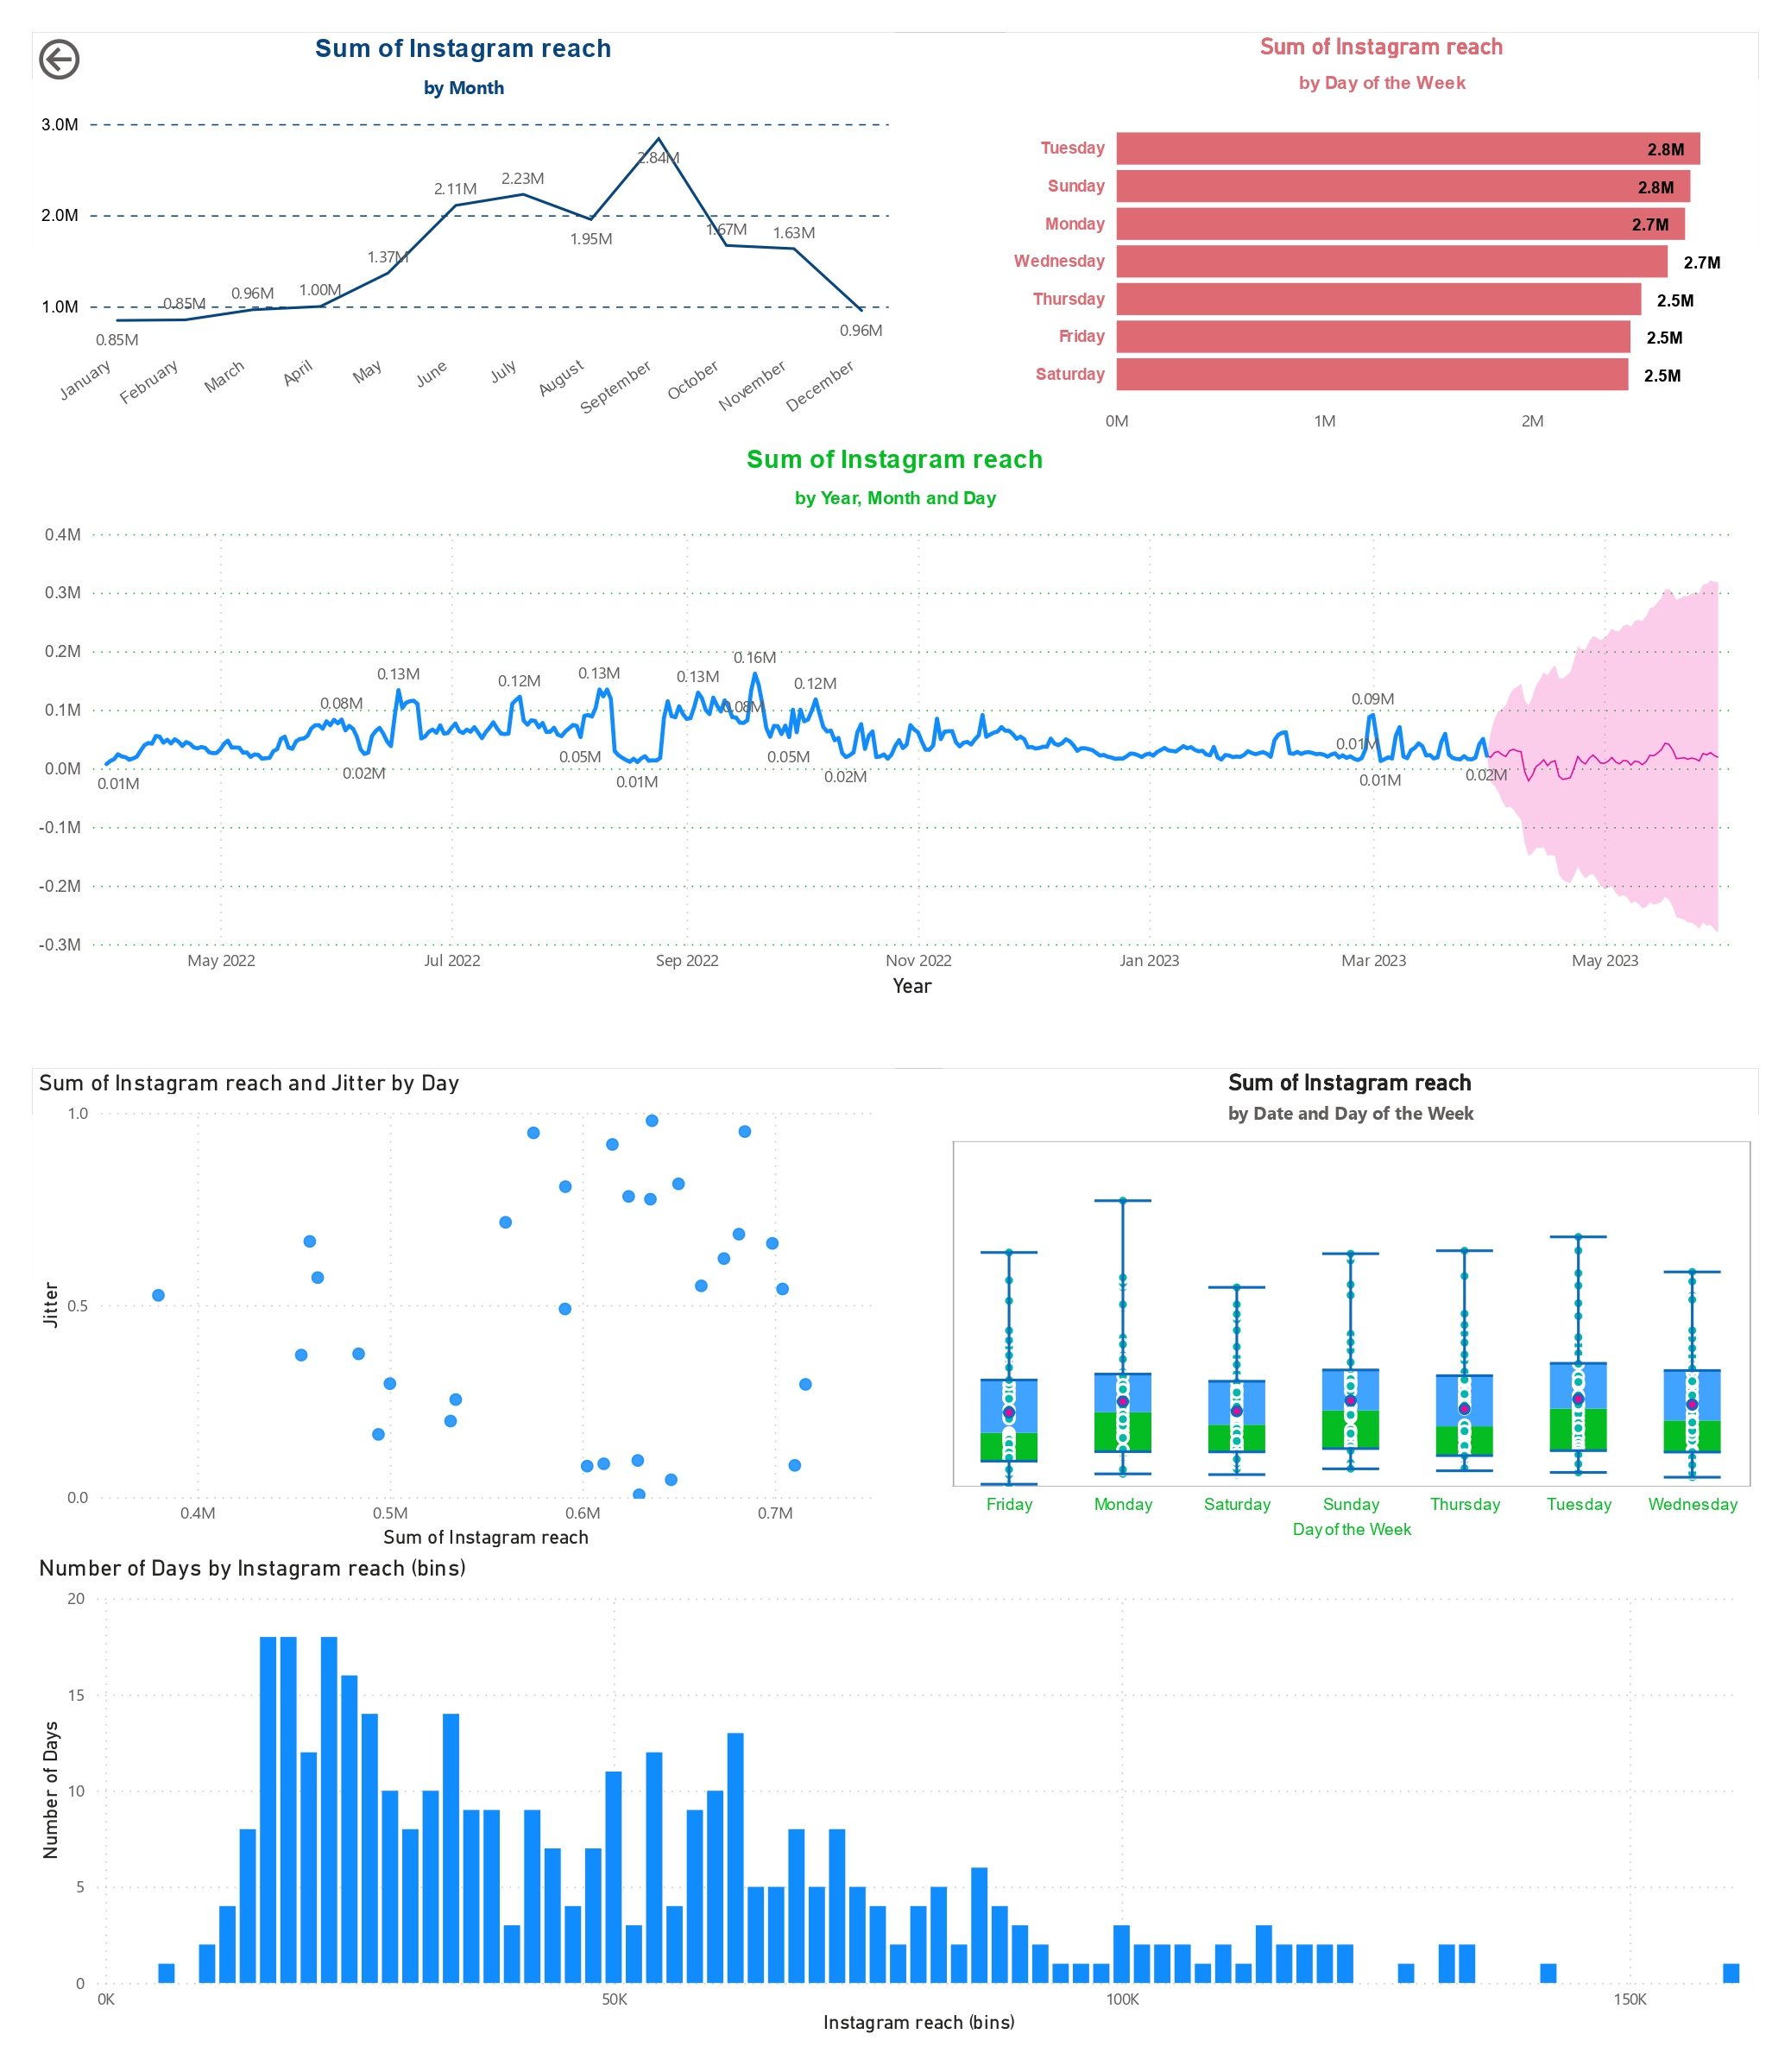 Sum of Instagram reach
by Month
3.0M
2.0M
1.0M
0.85M
0.85M
0.96M
1.00M
1.37M
2.11M
2.23M
1.95M
2.84M
1.67M
1.63M
0.96M
January
February
March
April
May
June
July
August
September
October
November
December
Sum of Instagram reach
by Day of the Week
Tuesday 2.8M
Sunday 2.8M
Monday 2.7M
Wednesday 2.7M
Thursday 2.5M
Friday 2.5M
Saturday 2.5M
0M 1M 2M
Sum of Instagram reach
by Year, Month and Day
0.4M
0.3M
0.2M
0.1M
0.0M
-0.1M
-0.2M
-0.3M
0.01M
0.08M
0.02M
0.13M
0.12M
0.05M
0.13M
0.01M
0.13M
0.08M
0.16M
0.05M
0.12M
0.02M
0.01M
0.09M
0.01M
0.02M
May 2022 Jul 2022 Sep 2022 Nov 2022 Jan 2023 Mar 2023 May 2023
Year
Sum of Instagram reach and Jitter by Day
1.0
0.5
0.0
Jitter
0.4M 0.5M 0.6M 0.7M
Sum of Instagram reach
Sum of Instagram reach
by Date and Day of the Week
Friday Monday Saturday Sunday Thursday Tuesday Wednesday
Day of the Week
Number of Days by Instagram reach (bins)
20
15
10
5
0
Number of Days
0K 50K 100K 150K
Instagram reach (bins)